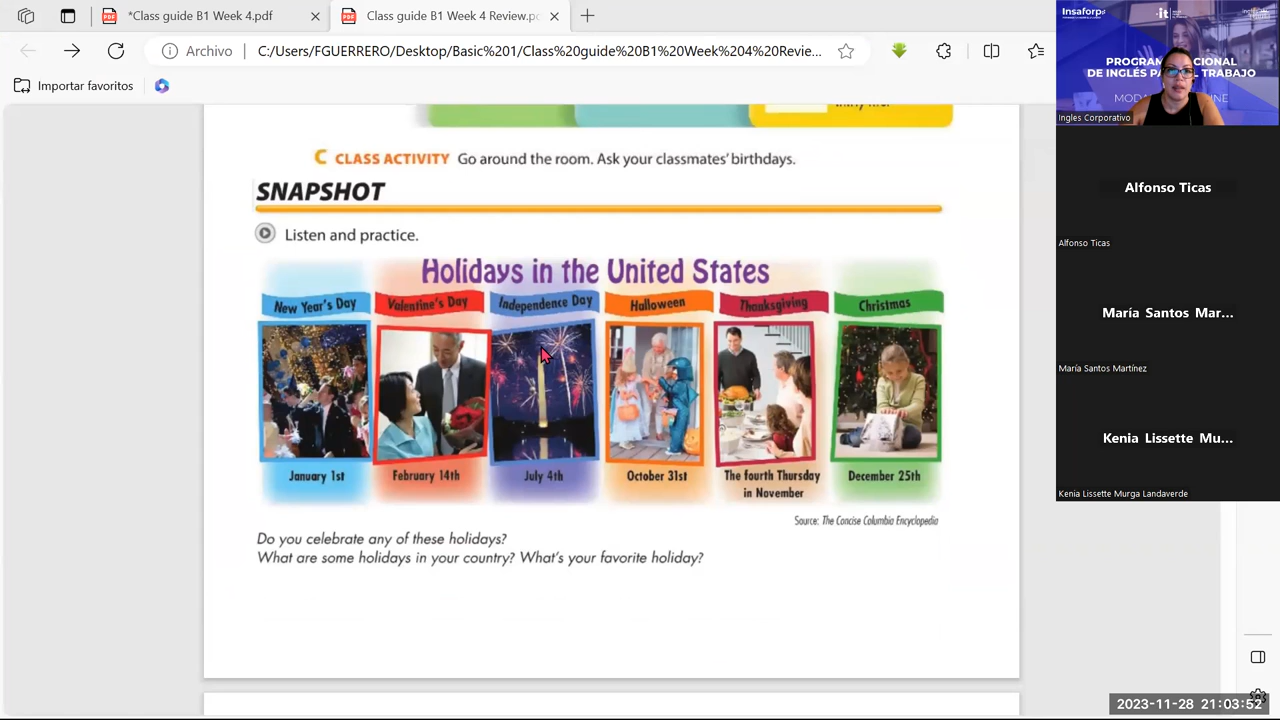 *Class guide B1 Week 4.pdf
Class guide B1 Week 4 Review.p
Archivo
C:/Users/FGUERRERO/Desktop/Basic%201/Class%20guide%20B1%20Week%204%20Revie...
Importar favoritos
C CLASS ACTIVITY Go around the room. Ask your classmates' birthdays.
SNAPSHOT
Listen and practice.
Holidays in the United States
New Year's Day
Valentine's Day
Independence Day
Halloween
Thanksgiving
Christmas
January 1st
February 14th
July 4th
October 31st
The fourth Thursday
in November
December 25th
Source: The Concise Columbia Encyclopedia
Do you celebrate any of these holidays?
What are some holidays in your country? What's your favorite holiday?
Insaforp
Ingles Corporativo
Alfonso Ticas
Alfonso Ticas
María Santos Mar...
María Santos Martínez
Kenia Lissette Mu...
Kenia Lissette Murga Landaverde
2023-11-28 21:03:52